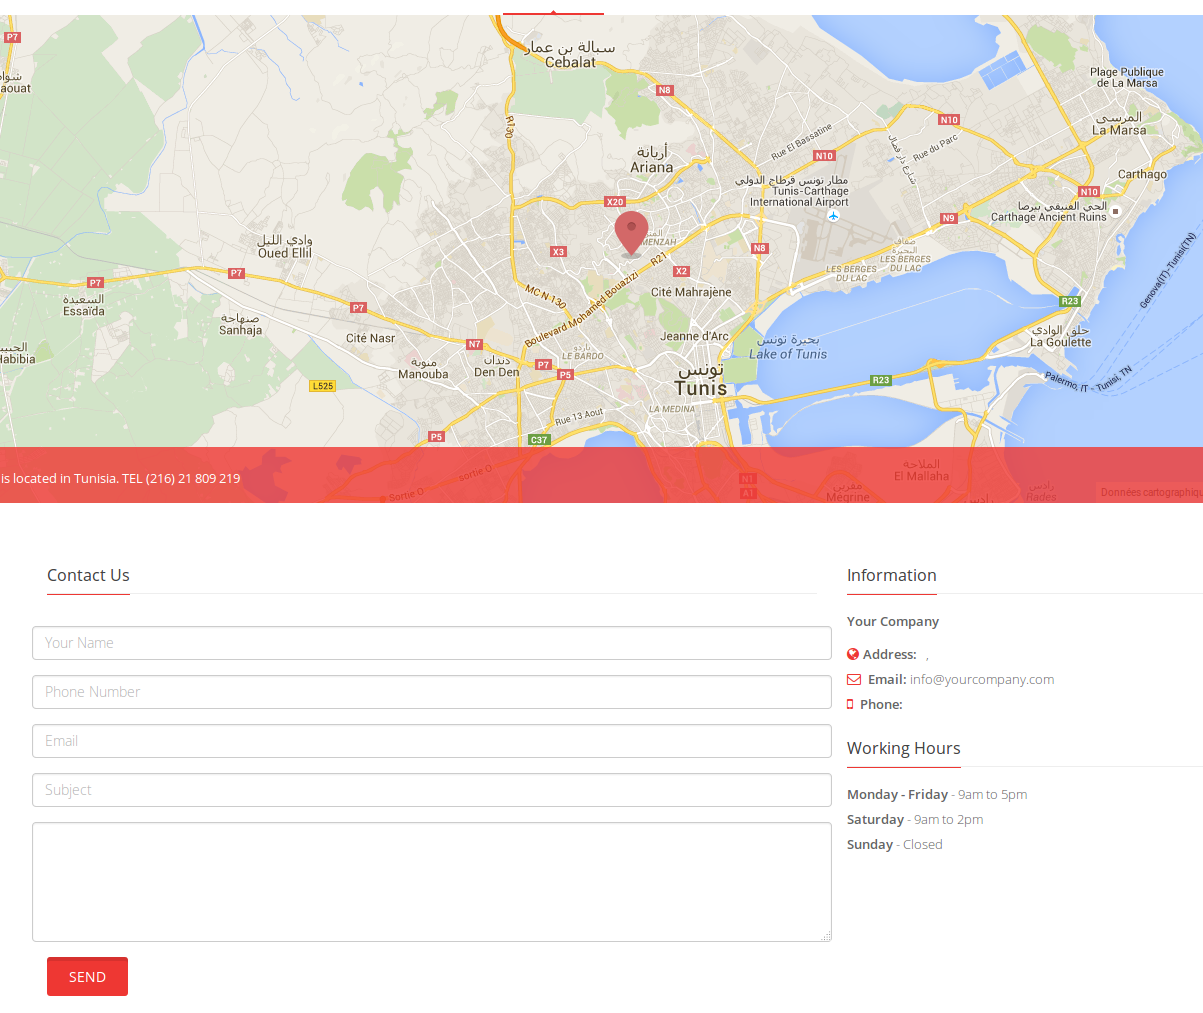 P7
سبالة بن عمار
Cebalat
Plage Publique
de La Marsa
شواط
aouat
N8
R130
N10
المرسى
La Marsa
Rue El Bassatine
Rue du Parc
شارع دار فضال
أريانة
Ariana
N10
Carthago
مطار تونس قرطاج الدولي
Tunis-Carthage
International Airport
N10
X20
الحي الفينيقي بيرصا
Carthage Ancient Ruins
N9
وادي الليل
Oued Ellil
X3
MENZAH
N8
ضفاف
البحيرة
LES BERGES
DU LAC
LES BERGES
DU LAC
Genova(IT)-Tunisi(TN)
R21
X2
P7
P7
MC N 130
Boulevard Mohamed Bouazizi
Cité Mahrajène
السعيدة
Essaïda
P7
R23
صنهاجة
Sanhaja
Cité Nasr
Jeanne d'Arc
بحيرة تونس
Lake of Tunis
حلق الوادي
La Goulette
N7
باردو
LE BARDO
Habibia
منوبة
Manouba
دندان
Den Den
P7
P5
تونس
Tunis
R23
Palermo, IT - Tunisi, TN
L525
LA MEDINA
Rue 13 Aout
P5
C37
is located in Tunisia. TEL (216) 21 809 219
Sortie O
sortie O
N1
A1
الملاحة
El Mallaha
مقرين
Megrine
رادس
رادس
Rades
Données cartographiqu
Contact Us
Information
Your Name
Your Company
Address: ,
Phone Number
Email: info@yourcompany.com
Phone:
Email
Working Hours
Subject
Monday - Friday - 9am to 5pm
Saturday - 9am to 2pm
Sunday - Closed
SEND